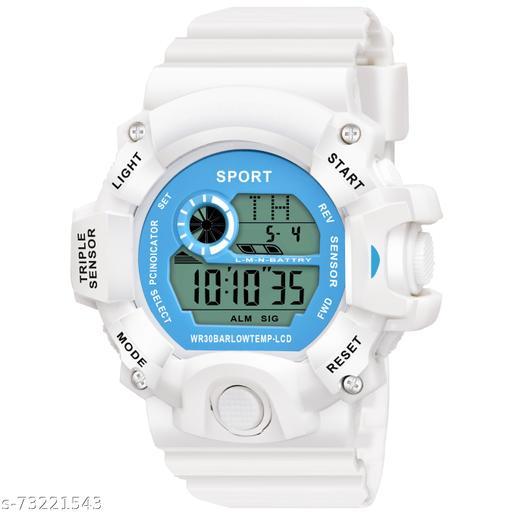 SPORT
LIGHT
START
SET
REV
TH
5-4
TRIPLE
SENSOR
PCINOICATOR
SENSOR
L-M-N-BATTRY
10:10'35
SELECT
FWD
ALM SIG
MODE
WR30BARLOWTEMP-LCD
RESET
s-73221543